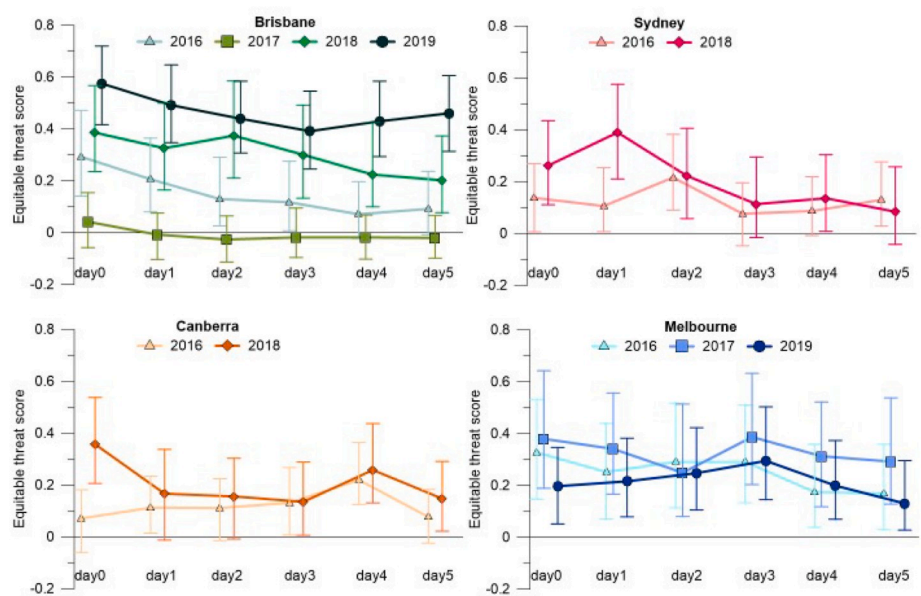 Brisbane
2016 2017 2018 2019
Equitable threat score
0.8
0.6
0.4
0.2
0
-0.2
day0 day1 day2 day3 day4 day5
Sydney
2016 2018
Equitable threat score
0.8
0.6
0.4
0.2
0
-0.2
day0 day1 day2 day3 day4 day5
Canberra
2016 2018
Equitable threat score
0.8
0.6
0.4
0.2
0
-0.2
day0 day1 day2 day3 day4 day5
Melbourne
2016 2017 2019
Equitable threat score
0.8
0.6
0.4
0.2
0
-0.2
day0 day1 day2 day3 day4 day5